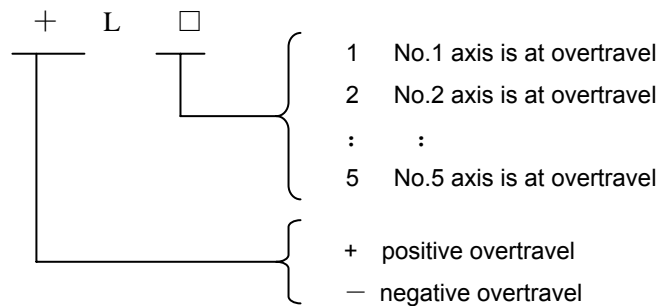 ＋ L □
1 No.1 axis is at overtravel
2 No.2 axis is at overtravel
: :
5 No.5 axis is at overtravel
+ positive overtravel
— negative overtravel